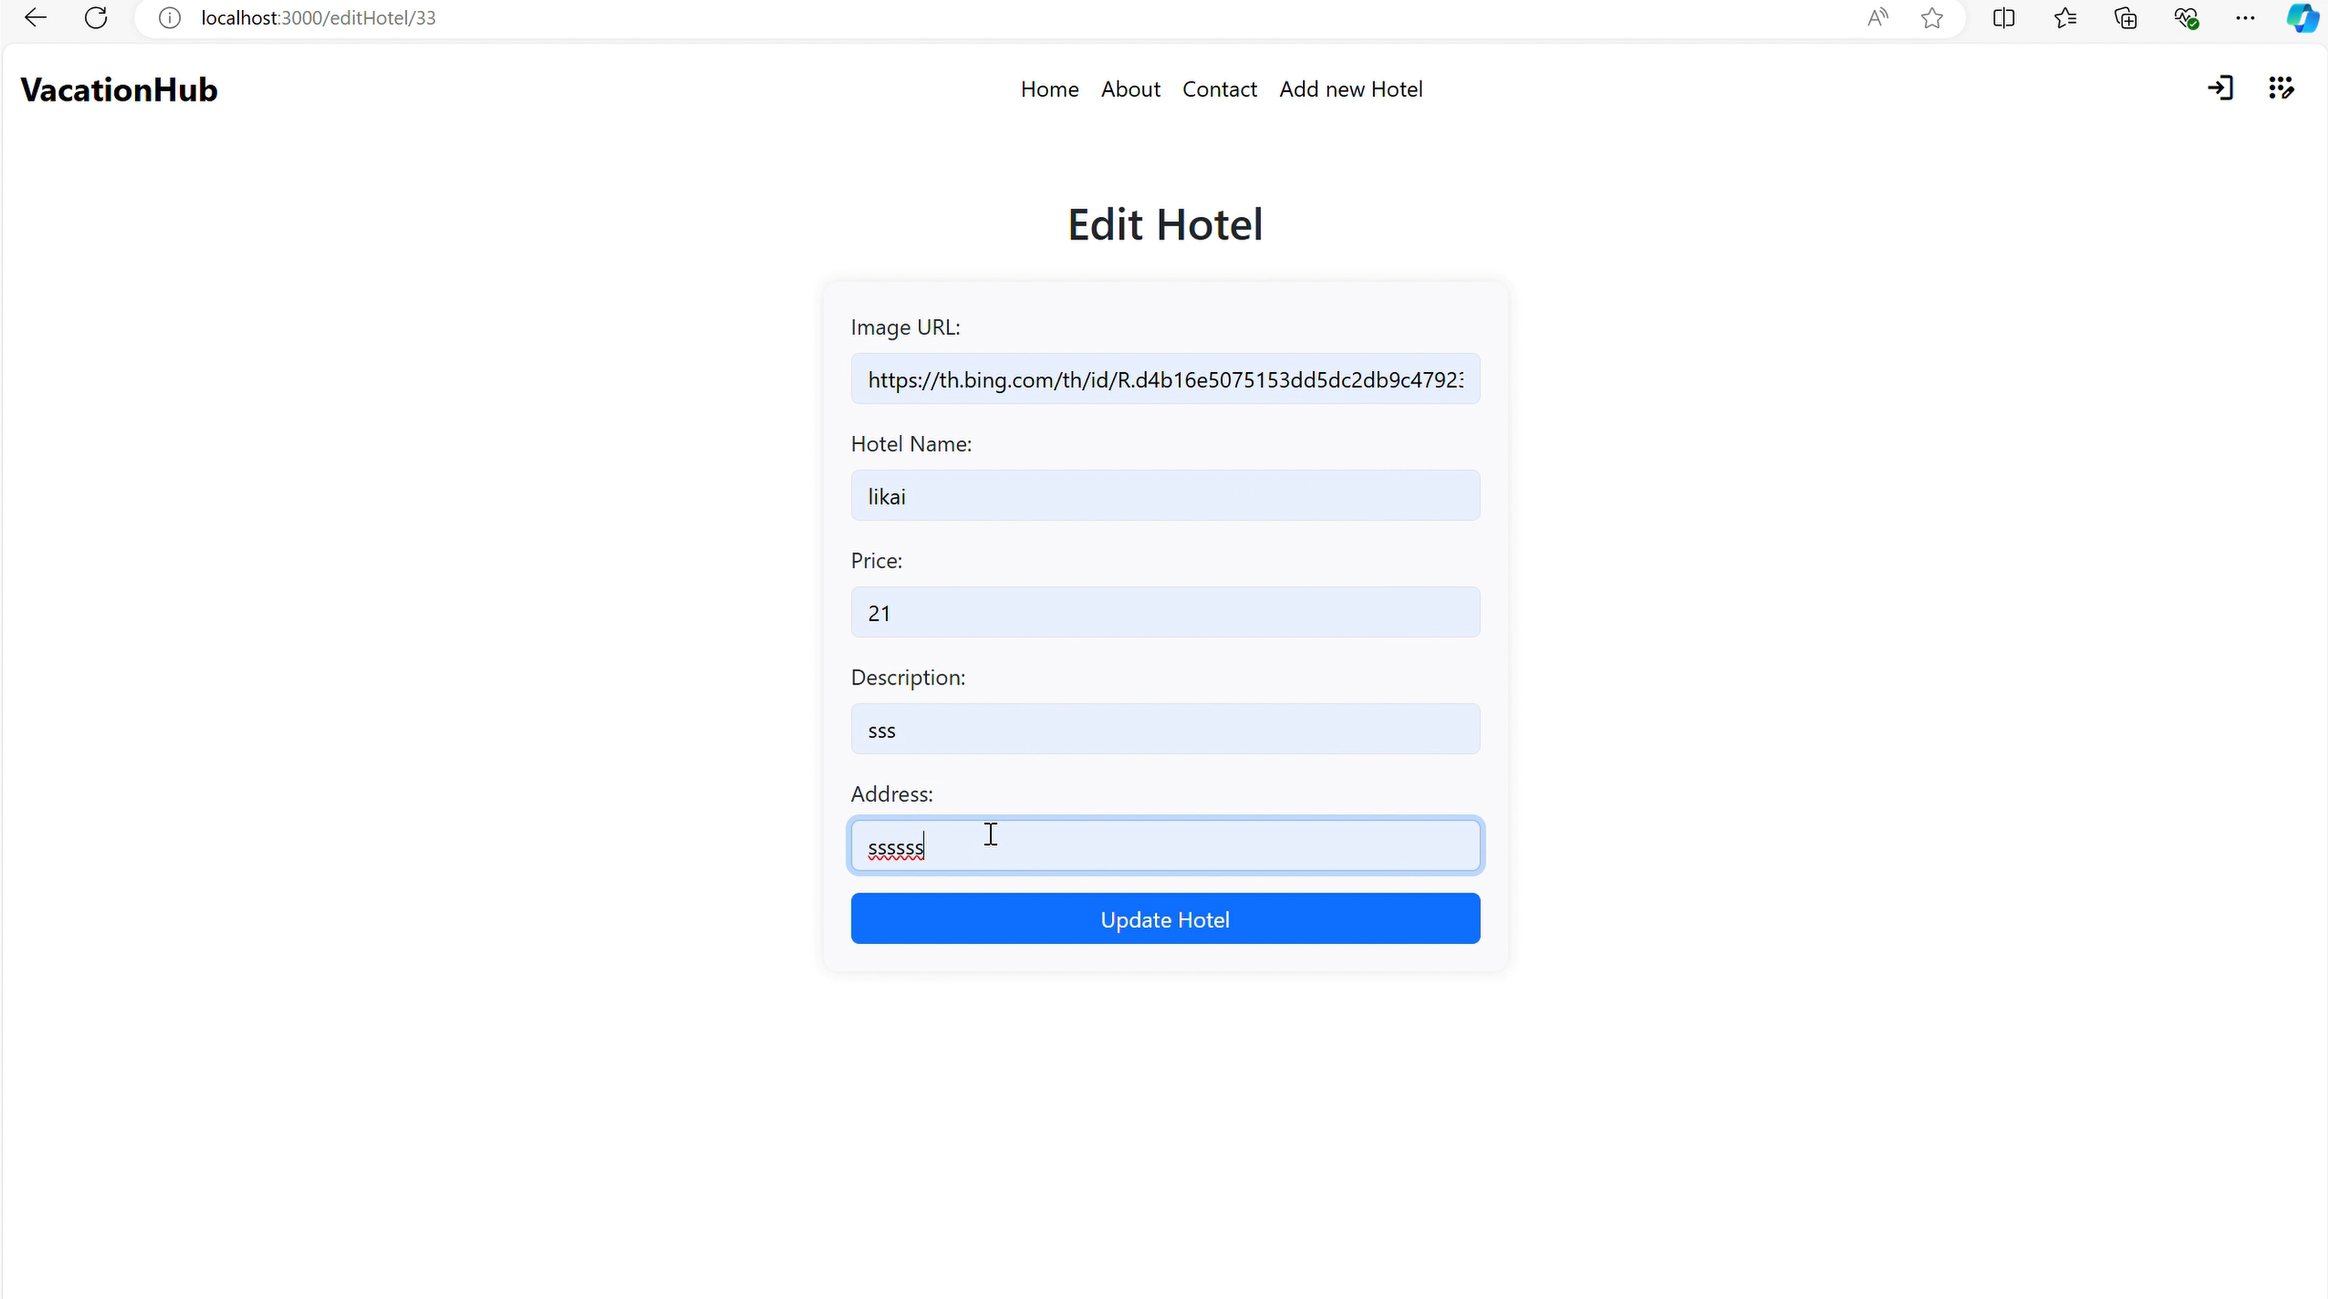 localhost:3000/editHotel/33
VacationHub
Home About Contact Add new Hotel
Edit Hotel
Image URL:
https://th.bing.com/th/id/R.d4b16e5075153dd5dc2db9c4792
Hotel Name:
likai
Price:
21
Description:
sss
Address:
ssssss
Update Hotel